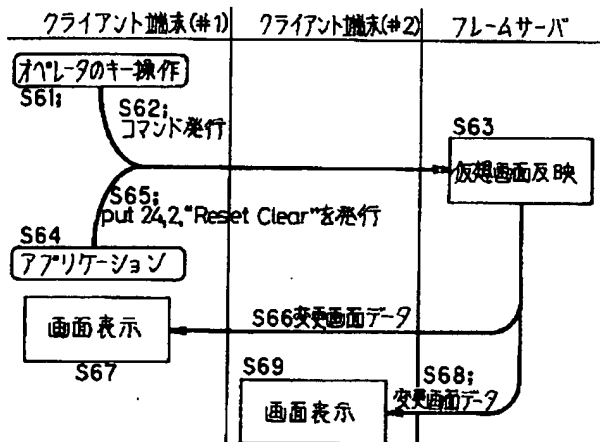 クライアント端末(#1)
クライアント端末(#2)
フレームサーバ
オペレータのキー操作
S61;
S62;
コマンド発行
S63
仮想画面反映
S65;
put 24,2,"Reset Clear"を発行
S64
アプリケーション
画面表示
S67
S66変更画面データ
S69
画面表示
S68;
変更画面データ